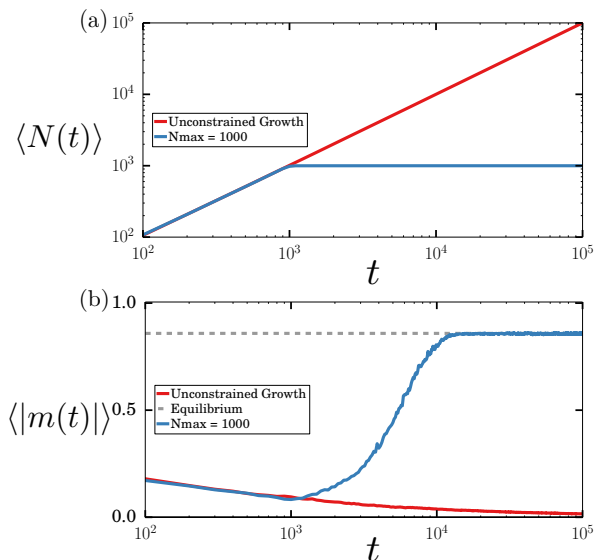 (a)
10^5
10^4
10^3
10^2
⟨N(t)⟩
Unconstrained Growth
Nmax = 1000
10^2 10^3 10^4 10^5
t
(b)
1.0
0.5
0.0
⟨|m(t)|⟩
Unconstrained Growth
Equilibrium
Nmax = 1000
10^2 10^3 10^4 10^5
t